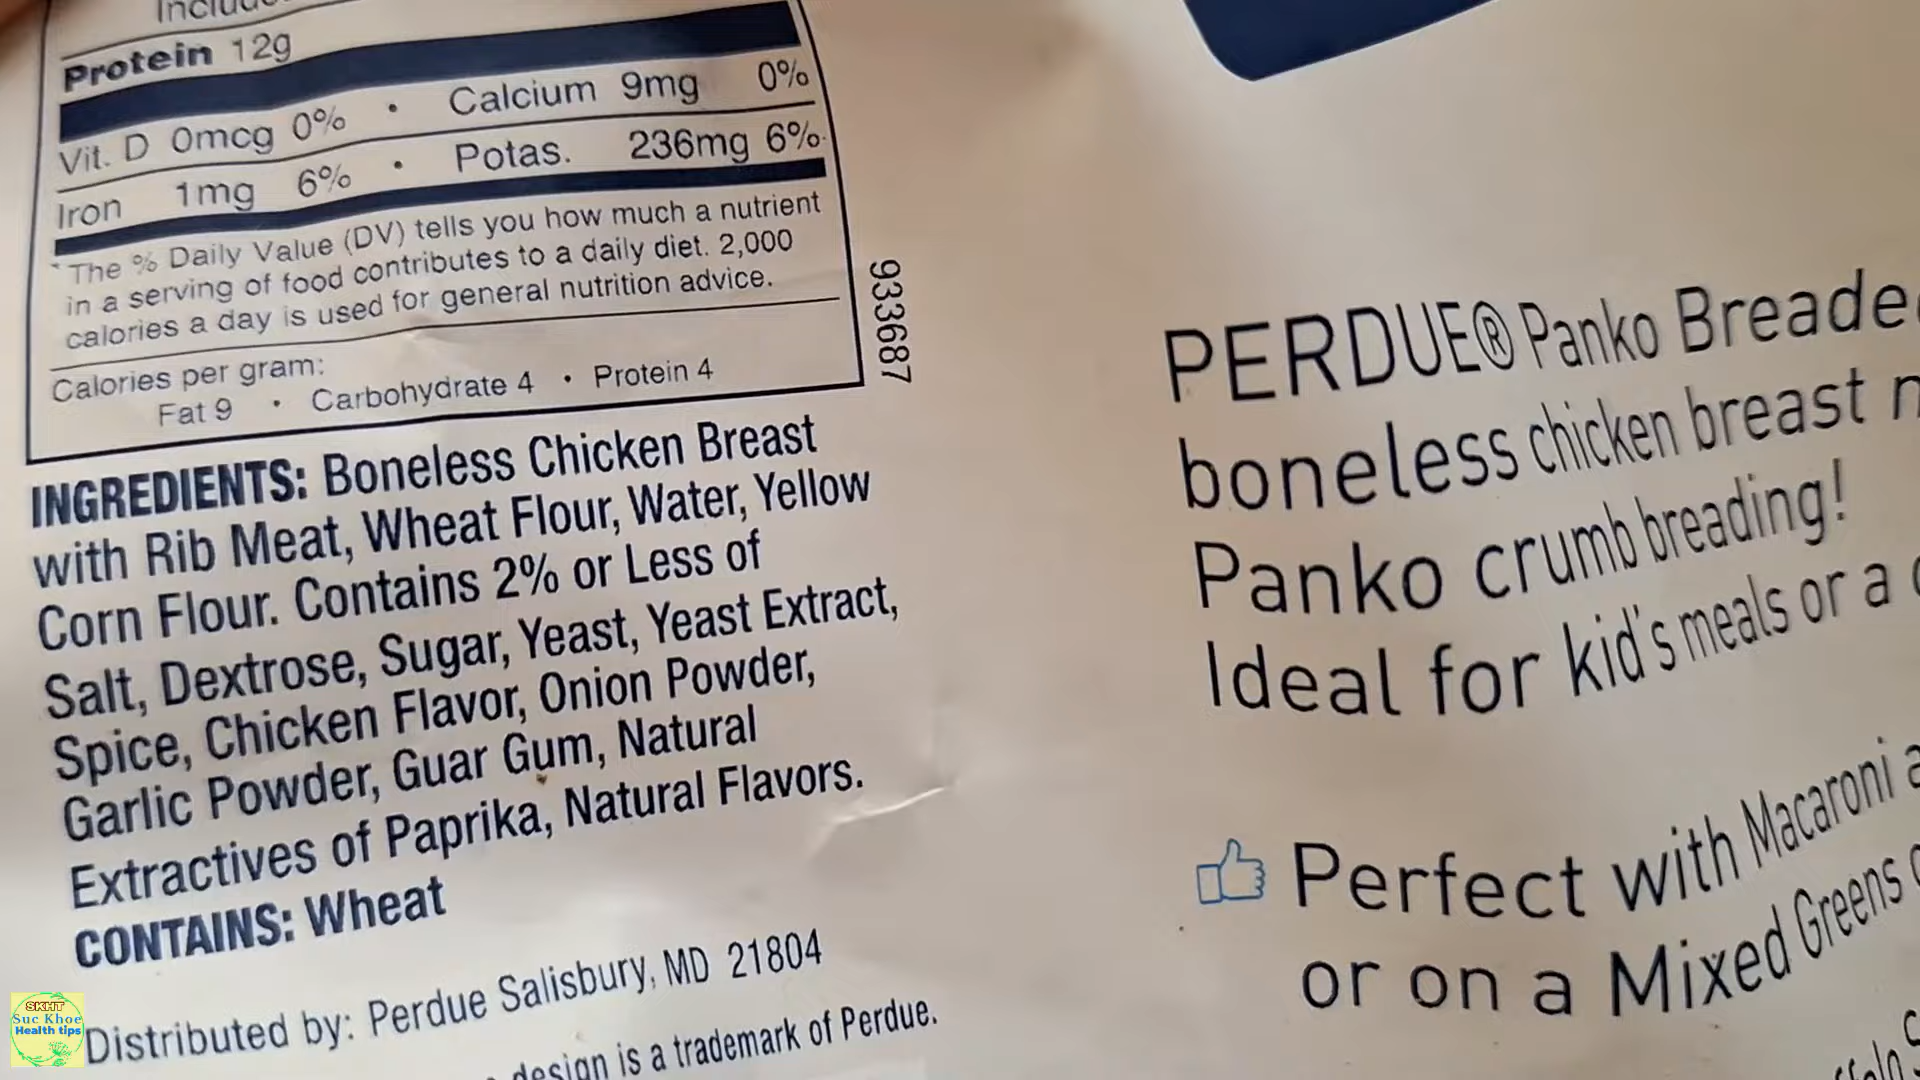 Protein 12g
Vit. D 0mcg 0% • Calcium 9mg 0%
Iron 1mg 6% • Potas. 236mg 6%
* The % Daily Value (DV) tells you how much a nutrient
in a serving of food contributes to a daily diet. 2,000
calories a day is used for general nutrition advice.
Calories per gram:
Fat 9 • Carbohydrate 4 • Protein 4
933687
INGREDIENTS: Boneless Chicken Breast
with Rib Meat, Wheat Flour, Water, Yellow
Corn Flour. Contains 2% or Less of
Salt, Dextrose, Sugar, Yeast, Yeast Extract,
Spice, Chicken Flavor, Onion Powder,
Garlic Powder, Guar Gum, Natural
Extractives of Paprika, Natural Flavors.
CONTAINS: Wheat
Distributed by: Perdue Salisbury, MD 21804
design is a trademark of Perdue.
PERDUE® Panko Breade
boneless chicken breast n
Panko crumb breading!
Ideal for kid's meals or a
Perfect with Macaroni a
or on a Mixed Greens
SKHT
Suc Khoe
Health tips